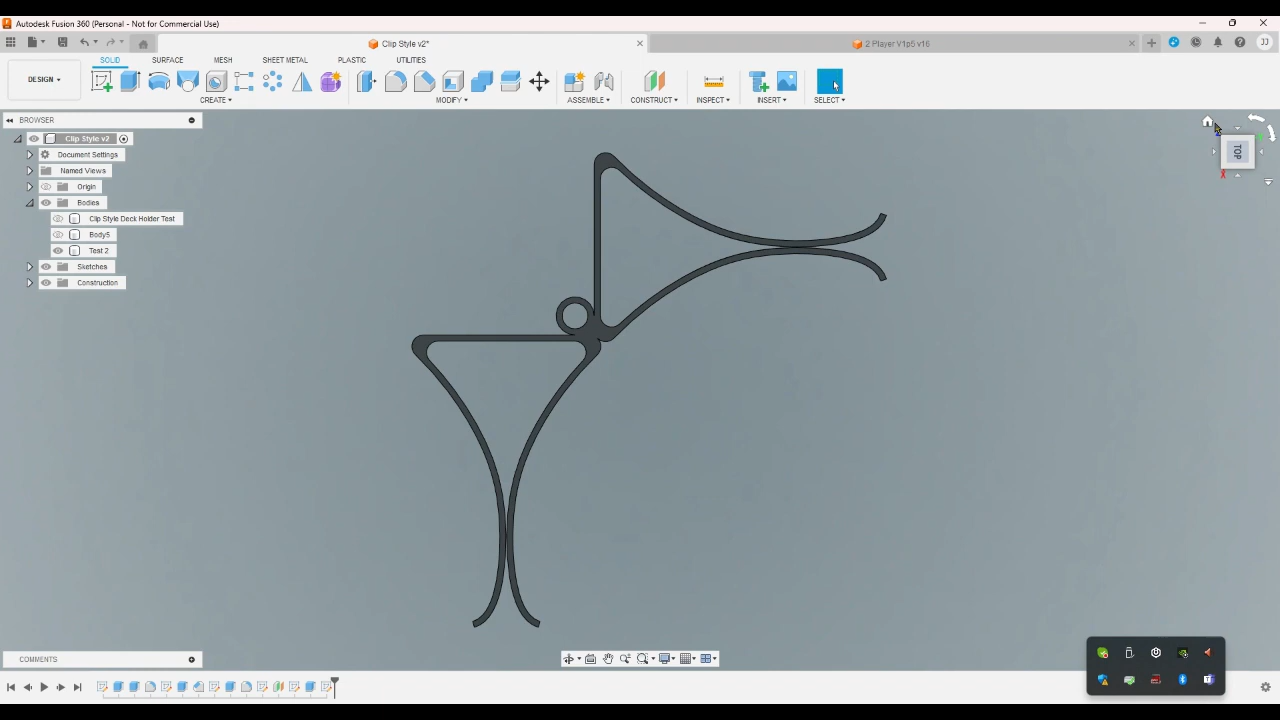 Autodesk Fusion 360 (Personal - Not for Commercial Use)
Clip Style v2*
2 Player V1p5 v16
JJ
DESIGN
SOLID SURFACE MESH SHEET METAL PLASTIC UTILITIES
CREATE MODIFY ASSEMBLE CONSTRUCT INSPECT INSERT SELECT
BROWSER
Clip Style v2
Document Settings
Named Views
Origin
Bodies
Clip Style Deck Holder Test
Body5
Test 2
Sketches
Construction
TOP
X
COMMENTS